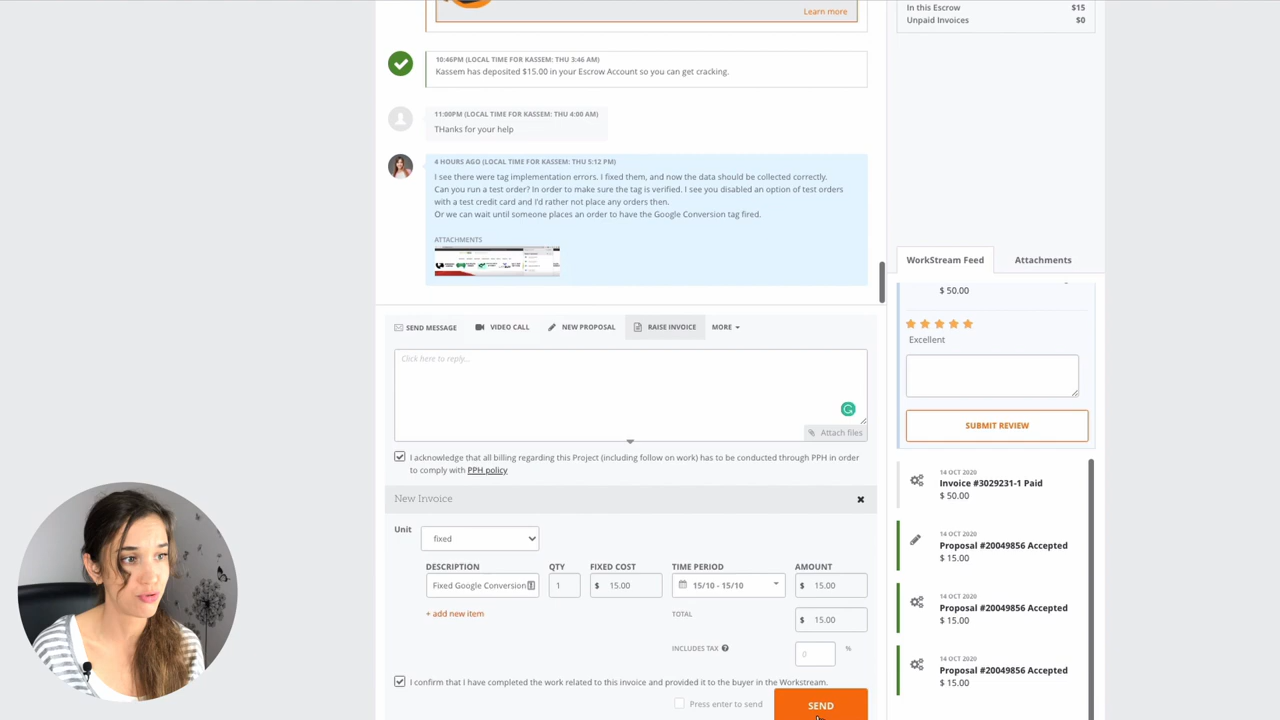 Learn more
10:46PM (LOCAL TIME FOR KASSEM: THU 3:46 AM)
Kassem has deposited $15.00 in your Escrow Account so you can get cracking.
11:00PM (LOCAL TIME FOR KASSEM: THU 4:00 AM)
THanks for your help
4 HOURS AGO (LOCAL TIME FOR KASSEM: THU 5:12 PM)
I see there were tag implementation errors. I fixed them, and now the data should be collected correctly.
Can you run a test order? In order to make sure the tag is verified. I see you disabled an option of test orders
with a test credit card and I'd rather not place any orders then.
Or we can wait until someone places an order to have the Google Conversion tag fired.
ATTACHMENTS
SEND MESSAGE
VIDEO CALL
NEW PROPOSAL
RAISE INVOICE
MORE
Click here to reply...
Attach files
I acknowledge that all billing regarding this Project (including follow on work) has to be conducted through PPH in order
to comply with PPH policy
New Invoice
Unit
fixed
DESCRIPTION
QTY
FIXED COST
TIME PERIOD
AMOUNT
Fixed Google Conversion
1
$ 15.00
15/10 - 15/10
$ 15.00
+ add new item
TOTAL
$ 15.00
INCLUDES TAX
0
%
I confirm that I have completed the work related to this invoice and provided it to the buyer in the Workstream.
Press enter to send
SEND
In this Escrow
$15
Unpaid Invoices
$0
WorkStream Feed
Attachments
$ 50.00
Excellent
SUBMIT REVIEW
14 OCT 2020
Invoice #3029231-1 Paid
$ 50.00
14 OCT 2020
Proposal #20049856 Accepted
$ 15.00
14 OCT 2020
Proposal #20049856 Accepted
$ 15.00
14 OCT 2020
Proposal #20049856 Accepted
$ 15.00